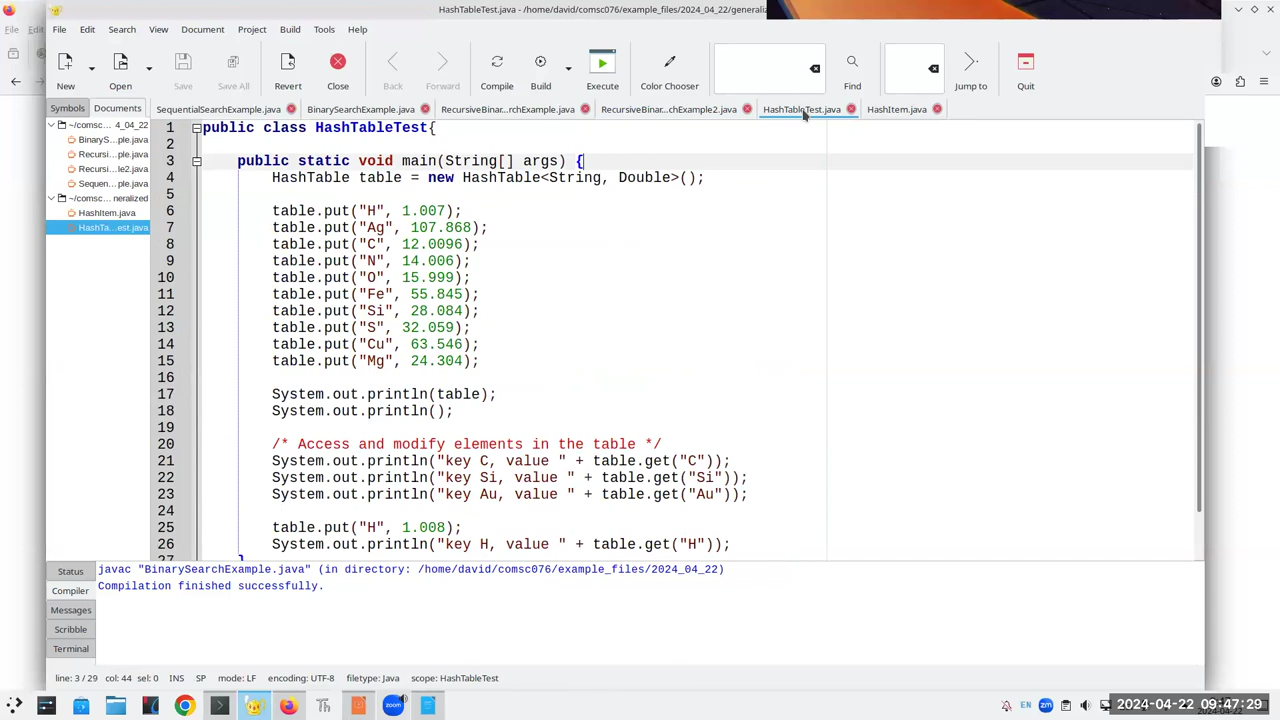 HashTableTest.java - /home/david/comsc076/example_files/2024_04_22/generaliz
File Edit Search View Document Project Build Tools Help
New Open Save Save All Revert Close Back Forward Compile Build Execute Color Chooser Find Jump to Quit
Symbols Documents SequentialSearchExample.java BinarySearchExample.java RecursiveBinar...rchExample.java RecursiveBinar...chExample2.java HashTableTest.java HashItem.java
~/comsc... 4_04_22
BinaryS...ple.java
Recursi...ple.java
Recursi...le2.java
Sequen...ple.java
~/comsc... neralized
HashItem.java
HashTa...est.java
1 public class HashTableTest{
2
3 public static void main(String[] args) {
4 HashTable table = new HashTable<String, Double>();
5
6 table.put("H", 1.007);
7 table.put("Ag", 107.868);
8 table.put("C", 12.0096);
9 table.put("N", 14.006);
10 table.put("O", 15.999);
11 table.put("Fe", 55.845);
12 table.put("Si", 28.084);
13 table.put("S", 32.059);
14 table.put("Cu", 63.546);
15 table.put("Mg", 24.304);
16
17 System.out.println(table);
18 System.out.println();
19
20 /* Access and modify elements in the table */
21 System.out.println("key C, value " + table.get("C"));
22 System.out.println("key Si, value " + table.get("Si"));
23 System.out.println("key Au, value " + table.get("Au"));
24
25 table.put("H", 1.008);
26 System.out.println("key H, value " + table.get("H"));
27 }
Status
Compiler
Messages
Scribble
Terminal
javac "BinarySearchExample.java" (in directory: /home/david/comsc076/example_files/2024_04_22)
Compilation finished successfully.
line: 3 / 29 col: 44 sel: 0 INS SP mode: LF encoding: UTF-8 filetype: Java scope: HashTableTest
zoom EN zm 2024-04-22 09:47:29